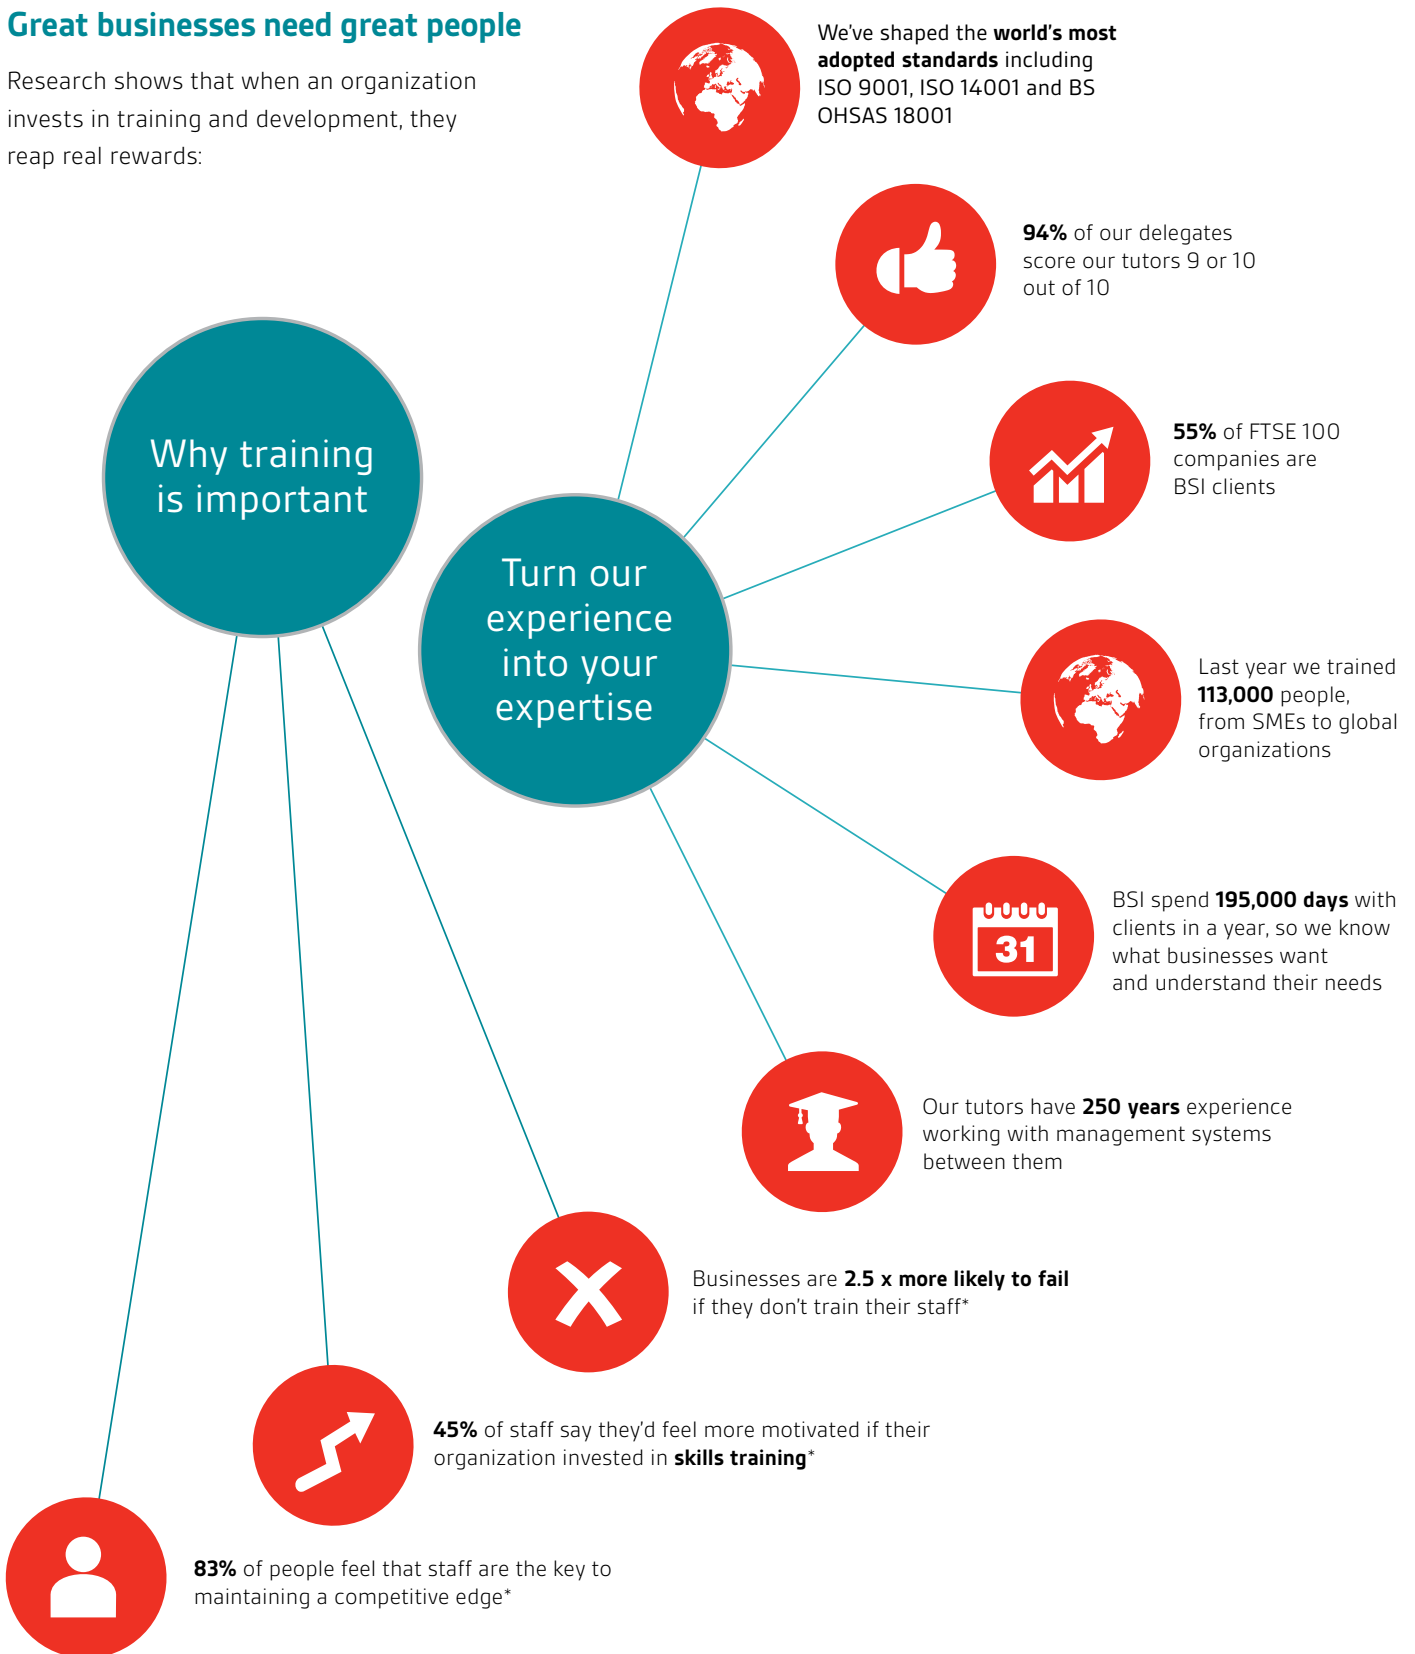 Great businesses need great people
Research shows that when an organization
invests in training and development, they
reap real rewards:
We've shaped the world's most
adopted standards including
ISO 9001, ISO 14001 and BS
OHSAS 18001
94% of our delegates
score our tutors 9 or 10
out of 10
Why training
is important
55% of FTSE 100
companies are
BSI clients
Turn our
experience
into your
expertise
Last year we trained
113,000 people,
from SMEs to global
organizations
31
BSI spend 195,000 days with
clients in a year, so we know
what businesses want
and understand their needs
Our tutors have 250 years experience
working with management systems
between them
Businesses are 2.5 x more likely to fail
if they don't train their staff*
45% of staff say they'd feel more motivated if their
organization invested in skills training*
83% of people feel that staff are the key to
maintaining a competitive edge*